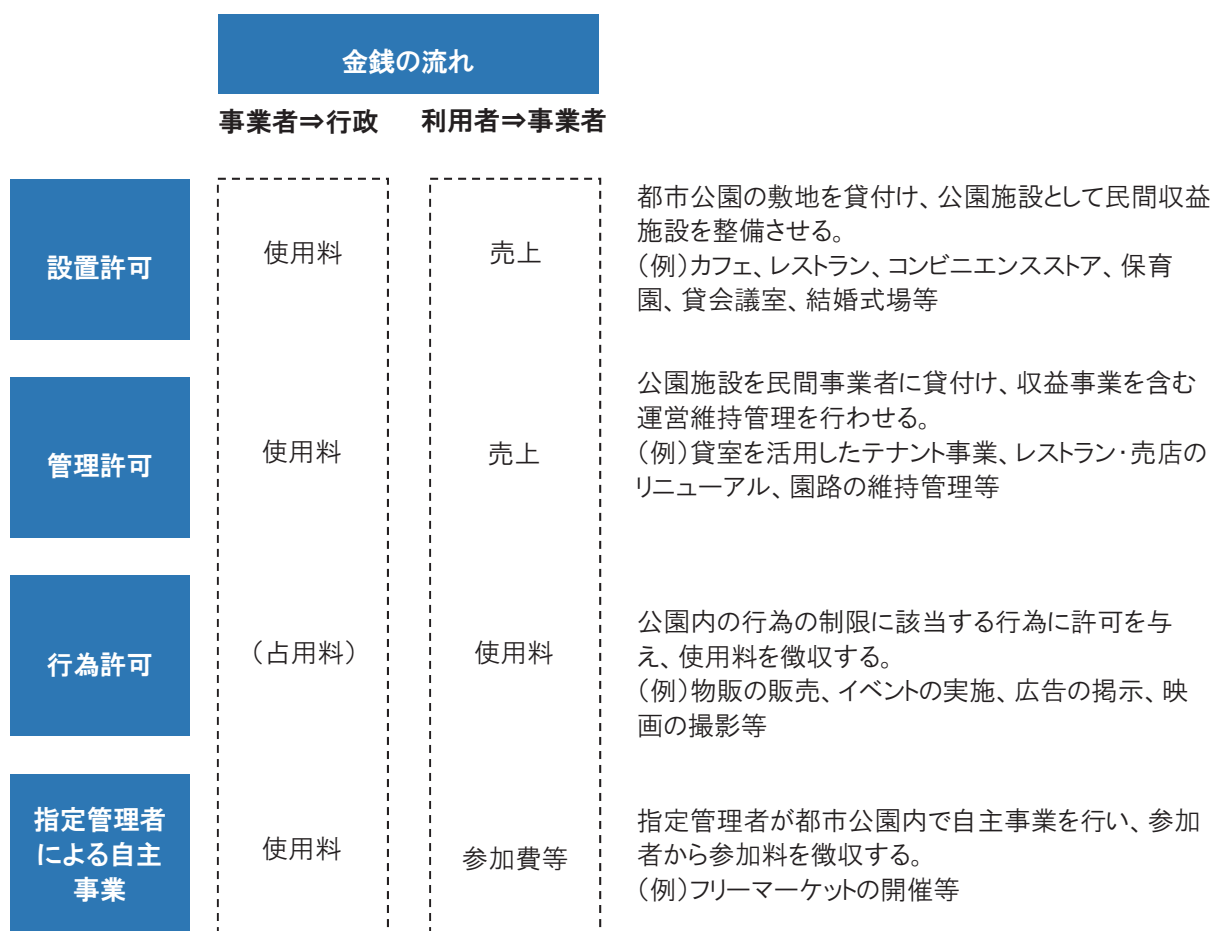 金銭の流れ
事業者⇒行政
利用者⇒事業者
設置許可
使用料
売上
都市公園の敷地を貸付け、公園施設として民間収益
施設を整備させる。
（例）カフェ、レストラン、コンビニエンスストア、保育
園、貸会議室、結婚式場等
管理許可
使用料
売上
公園施設を民間事業者に貸付け、収益事業を含む
運営維持管理を行わせる。
（例）貸室を活用したテナント事業、レストラン・売店の
リニューアル、園路の維持管理等
行為許可
（占用料）
使用料
公園内の行為の制限に該当する行為に許可を与
え、使用料を徴収する。
（例）物販の販売、イベントの実施、広告の掲示、映
画の撮影等
指定管理者
による自主
事業
使用料
参加費等
指定管理者が都市公園内で自主事業を行い、参加
者から参加料を徴収する。
（例）フリーマーケットの開催等